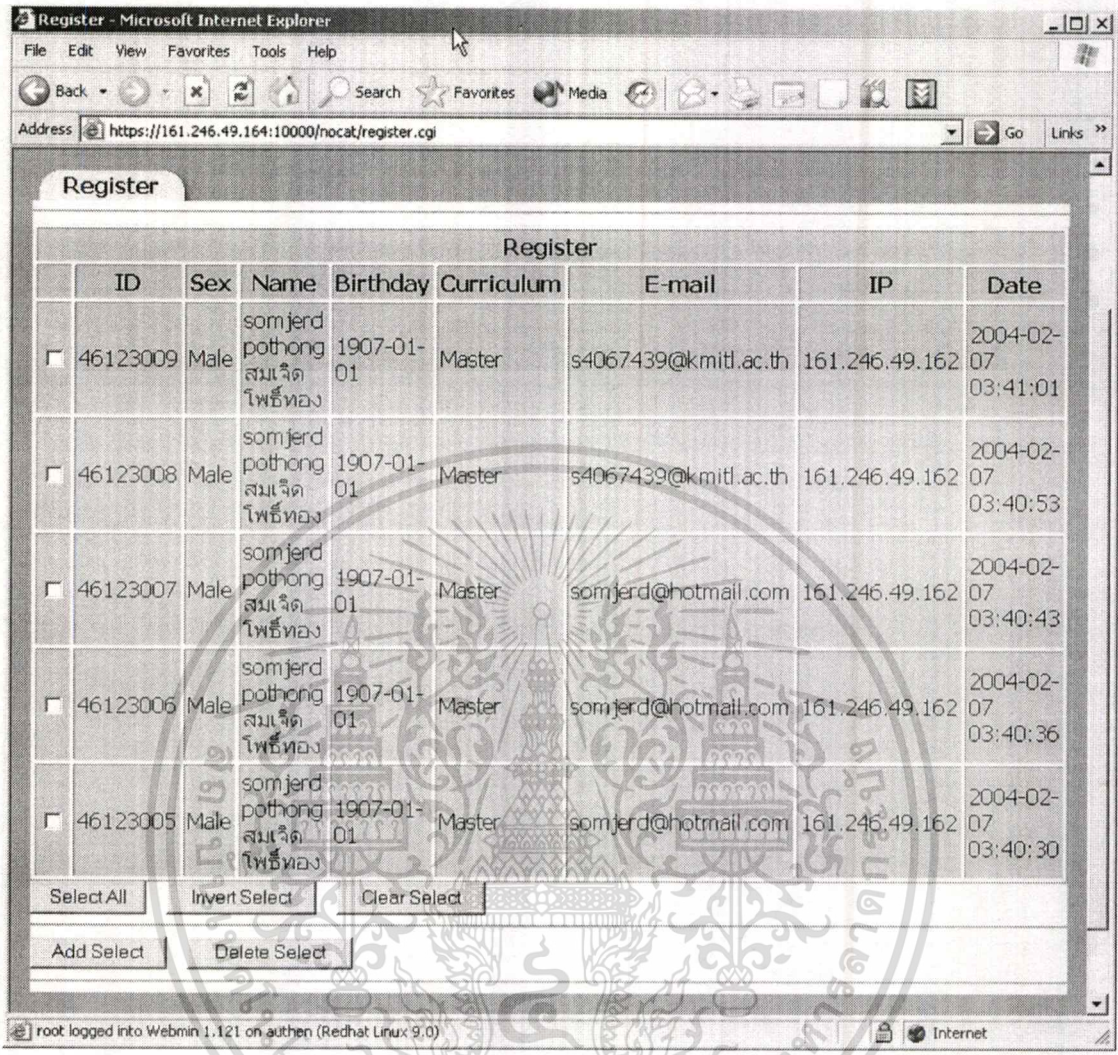 Register - Microsoft Internet Explorer
File Edit View Favorites Tools Help
Back Search Favorites Media
Address https://161.246.49.164:10000/nocat/register.cgi Go Links »
Register
Register
ID Sex Name Birthday Curriculum E-mail IP Date
46123009 Male somjerd pothong สมเจิด โพธิ์ทอง 1907-01-01 Master s4067439@kmitl.ac.th 161.246.49.162 2004-02-07 03:41:01
46123008 Male somjerd pothong สมเจิด โพธิ์ทอง 1907-01-01 Master s4067439@kmitl.ac.th 161.246.49.162 2004-02-07 03:40:53
46123007 Male somjerd pothong สมเจิด โพธิ์ทอง 1907-01-01 Master somjerd@hotmail.com 161.246.49.162 2004-02-07 03:40:43
46123006 Male somjerd pothong สมเจิด โพธิ์ทอง 1907-01-01 Master somjerd@hotmail.com 161.246.49.162 2004-02-07 03:40:36
46123005 Male somjerd pothong สมเจิด โพธิ์ทอง 1907-01-01 Master somjerd@hotmail.com 161.246.49.162 2004-02-07 03:40:30
Select All Invert Select Clear Select
Add Select Delete Select
root logged into Webmin 1.121 on authen (Redhat Linux 9.0) Internet